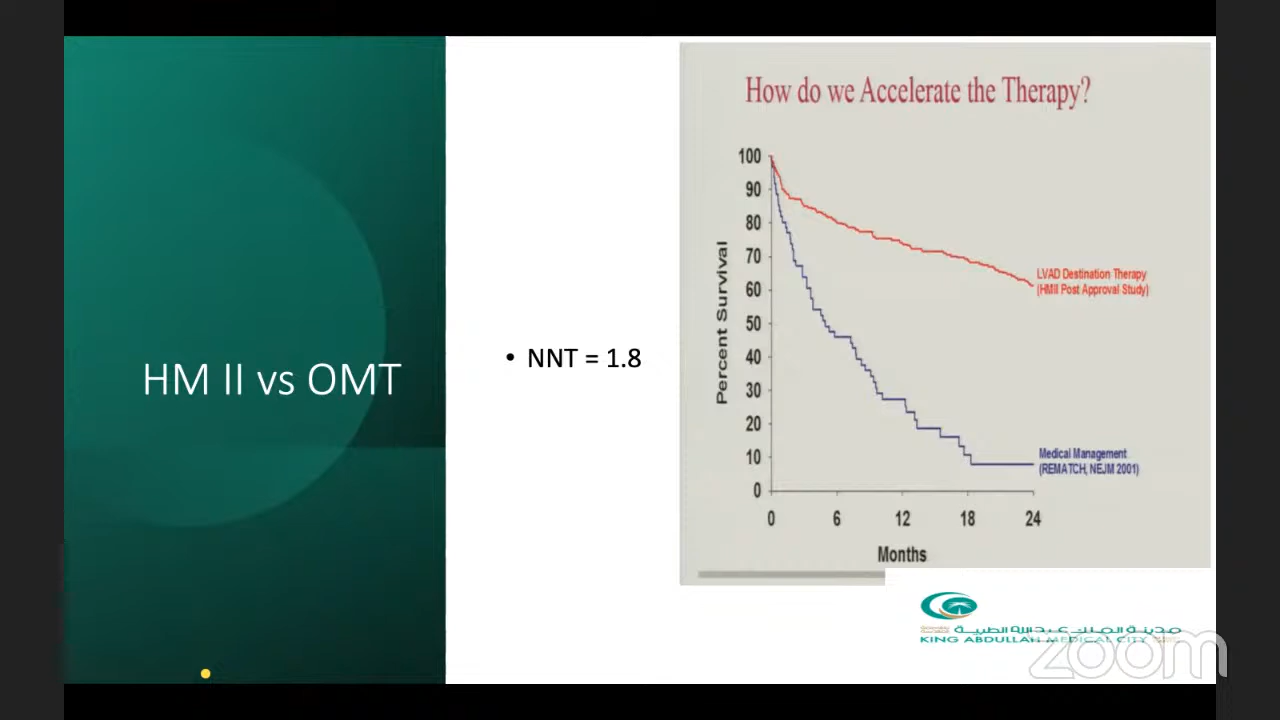 HM II vs OMT
• NNT = 1.8
How do we Accelerate the Therapy?
Percent Survival
100
90
80
70
60
50
40
30
20
10
0
0 6 12 18 24
Months
LVAD Destination Therapy
(HMII Post Approval Study)
Medical Management
(REMATCH, NEJM 2001)
مدينة الملك عبدالله الطبية
KING ABDULLAH MEDICAL CITY
zoom